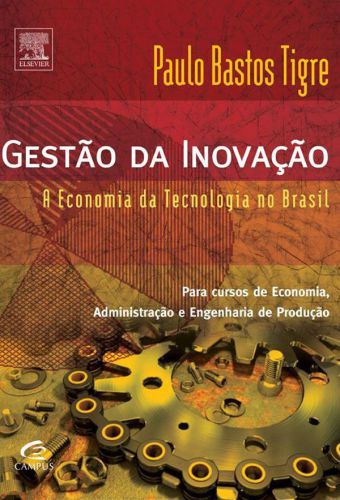 ELSEVIER
Paulo Bastos Tigre
GESTÃO DA INOVAÇÃO
A Economia da Tecnologia no Brasil
Para cursos de Economia,
Administração e Engenharia de Produção
CAMPUS